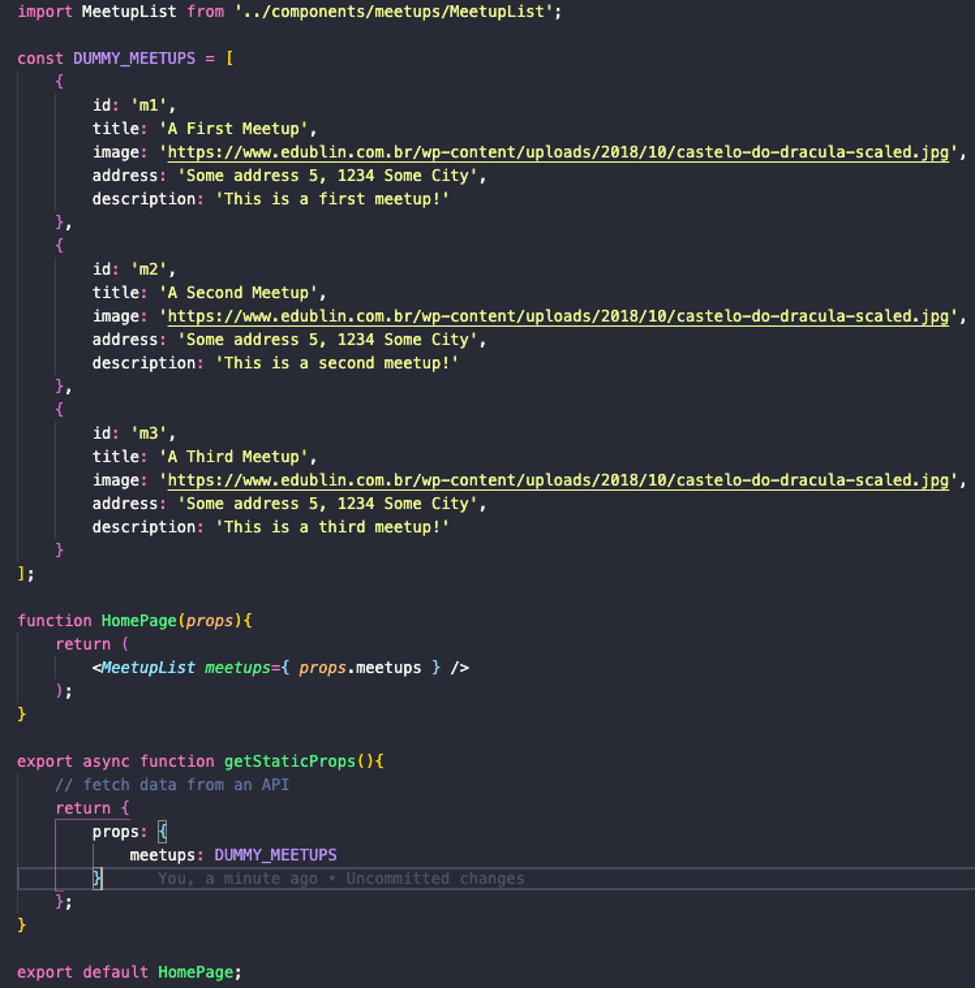 import MeetupList from '../components/meetups/MeetupList';
const DUMMY_MEETUPS = [
{
id: 'm1',
title: 'A First Meetup',
image: 'https://www.edublin.com.br/wp-content/uploads/2018/10/castelo-do-dracula-scaled.jpg',
address: 'Some address 5, 1234 Some City',
description: 'This is a first meetup!'
},
{
id: 'm2',
title: 'A Second Meetup',
image: 'https://www.edublin.com.br/wp-content/uploads/2018/10/castelo-do-dracula-scaled.jpg',
address: 'Some address 5, 1234 Some City',
description: 'This is a second meetup!'
},
{
id: 'm3',
title: 'A Third Meetup',
image: 'https://www.edublin.com.br/wp-content/uploads/2018/10/castelo-do-dracula-scaled.jpg',
address: 'Some address 5, 1234 Some City',
description: 'This is a third meetup!'
}
];
function HomePage(props){
return (
<MeetupList meetups={ props.meetups } />
);
}
export async function getStaticProps(){
// fetch data from an API
return {
props: {
meetups: DUMMY_MEETUPS
} You, a minute ago • Uncommitted changes
};
}
export default HomePage;